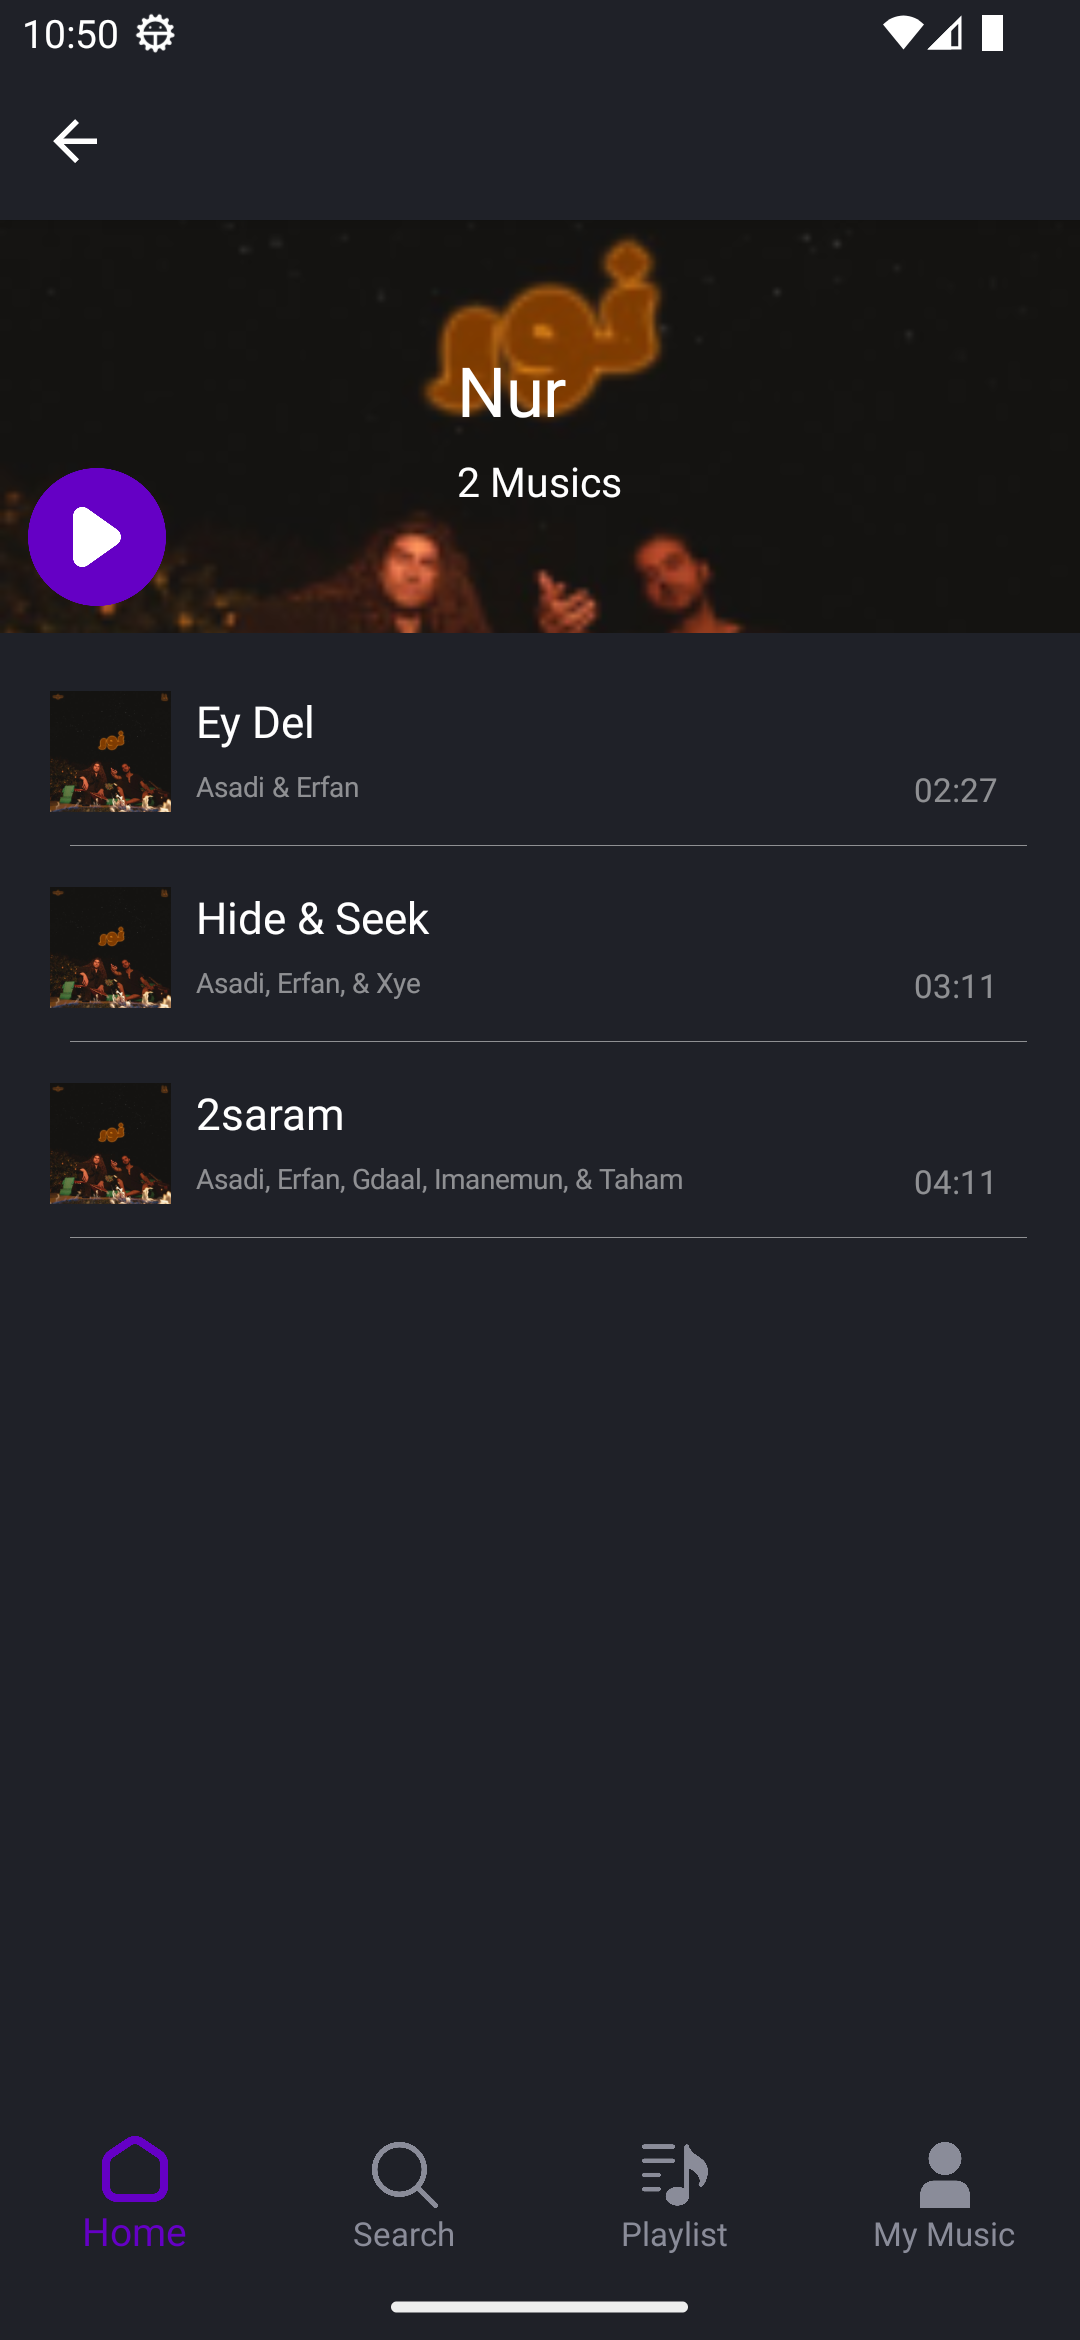 10:50
نور
Nur
2 Musics
Ey Del
Asadi & Erfan
02:27
Hide & Seek
Asadi, Erfan, & Xye
03:11
2saram
Asadi, Erfan, Gdaal, Imanemun, & Taham
04:11
Home
Search
Playlist
My Music